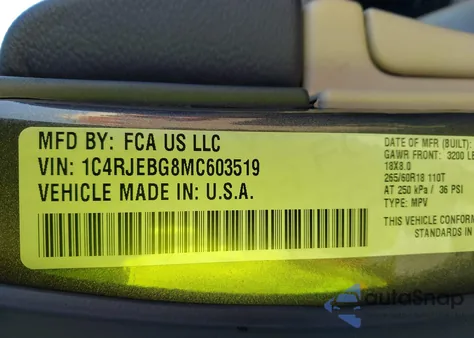 MFD BY: FCA US LLC
VIN: 1C4RJEBG8MC603519
VEHICLE MADE IN: U.S.A.
DATE OF MFR (BUILT):
GAWR FRONT: 3200 LB
18X8.0
265/60R18 110T
AT 250 kPa / 36 PSI
TYPE: MPV
THIS VEHICLE CONFORM
STANDARDS IN
autoSnap